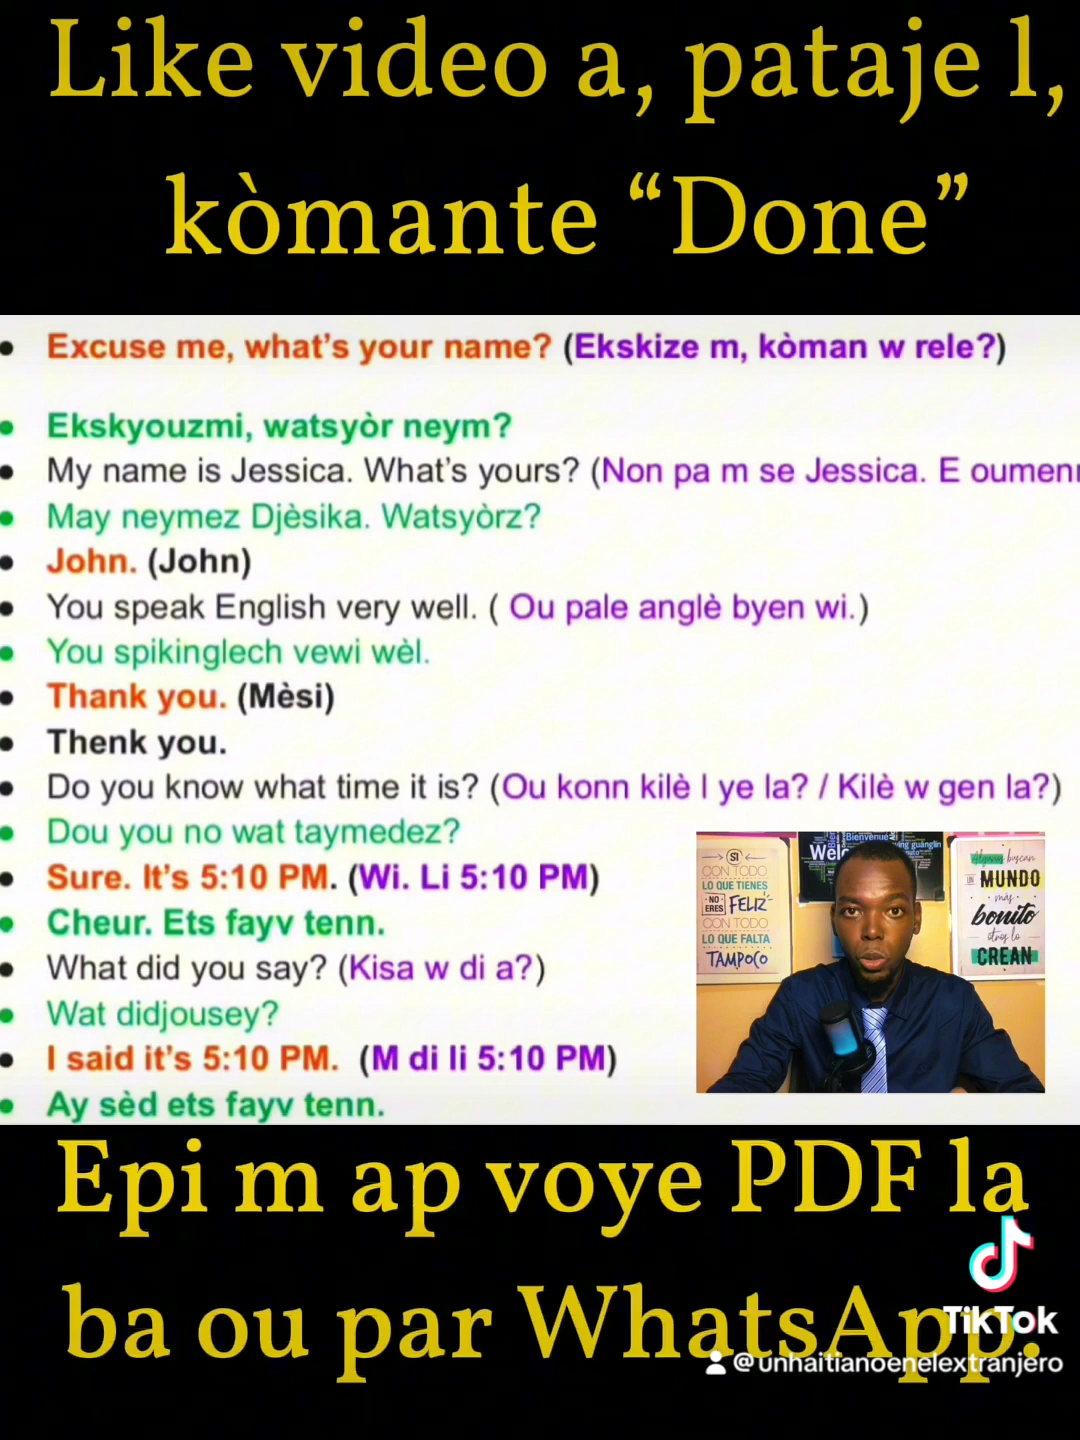 Like video a, pataje l,
kòmante “Done”
Excuse me, what’s your name? (Ekskize m, kòman w rele?)
Ekskyouzmi, watsyòr neym?
My name is Jessica. What’s yours? (Non pa m se Jessica. E
May neymez Djèsika. Watsyòrz?
John. (John)
You speak English very well. ( Ou pale anglè byen wi.)
You spikinglech vewi wèl.
Thank you. (Mèsi)
Thenk you.
Do you know what time it is? (Ou konn kilè l ye la? / Kilè w gen la?)
Dou you no wat taymedez?
Sure. It’s 5:10 PM. (Wi. Li 5:10 PM)
Cheur. Ets fayv tenn.
What did you say? (Kisa w di a?)
Wat didjousey?
I said it’s 5:10 PM. (M di li 5:10 PM)
Ay sèd ets fayv tenn.
SI
CON TODO
LO QUE TIENES
NO ERES FELIZ
CON TODO
LO QUE FALTA
TAMPOCO
Bienvenue
Algunos buscan
UN MUNDO
más
bonito
otros lo
CREAN
Epi m ap voye PDF la
ba ou par WhatsApp.
TikTok
@unhaitianoenelextranjero